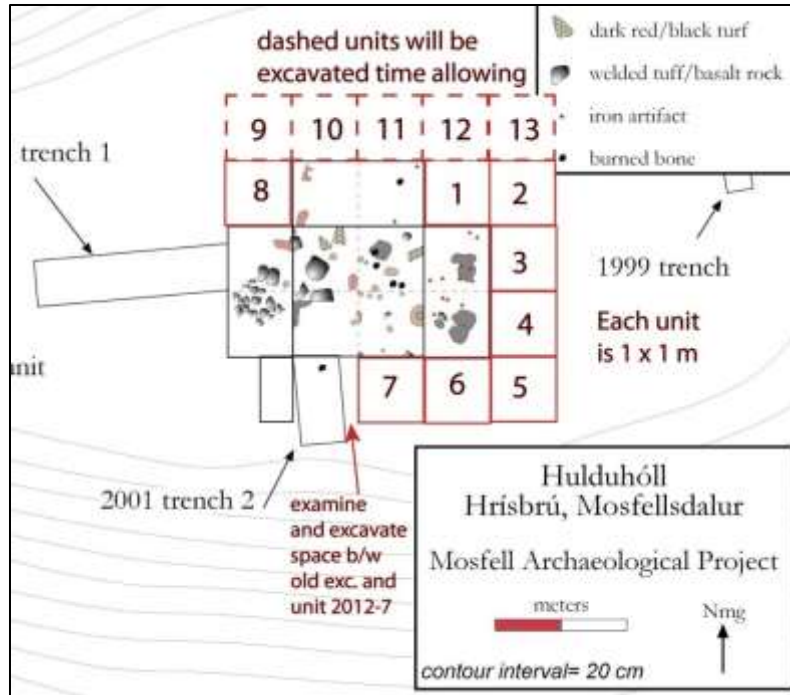 dashed units will be
excavated time allowing
dark red/black turf
welded tuff/basalt rock
iron artifact
burned bone
9 10 11 12 13
trench 1
8 1 2
3
1999 trench
4
Each unit
is 1 x 1 m
unit
7 6 5
2001 trench 2
examine
and excavate
space b/w
old exc. and
unit 2012-7
Hulduhóll
Hrísbrú, Mosfellsdalur
Mosfell Archaeological Project
meters
Nmg
contour interval= 20 cm